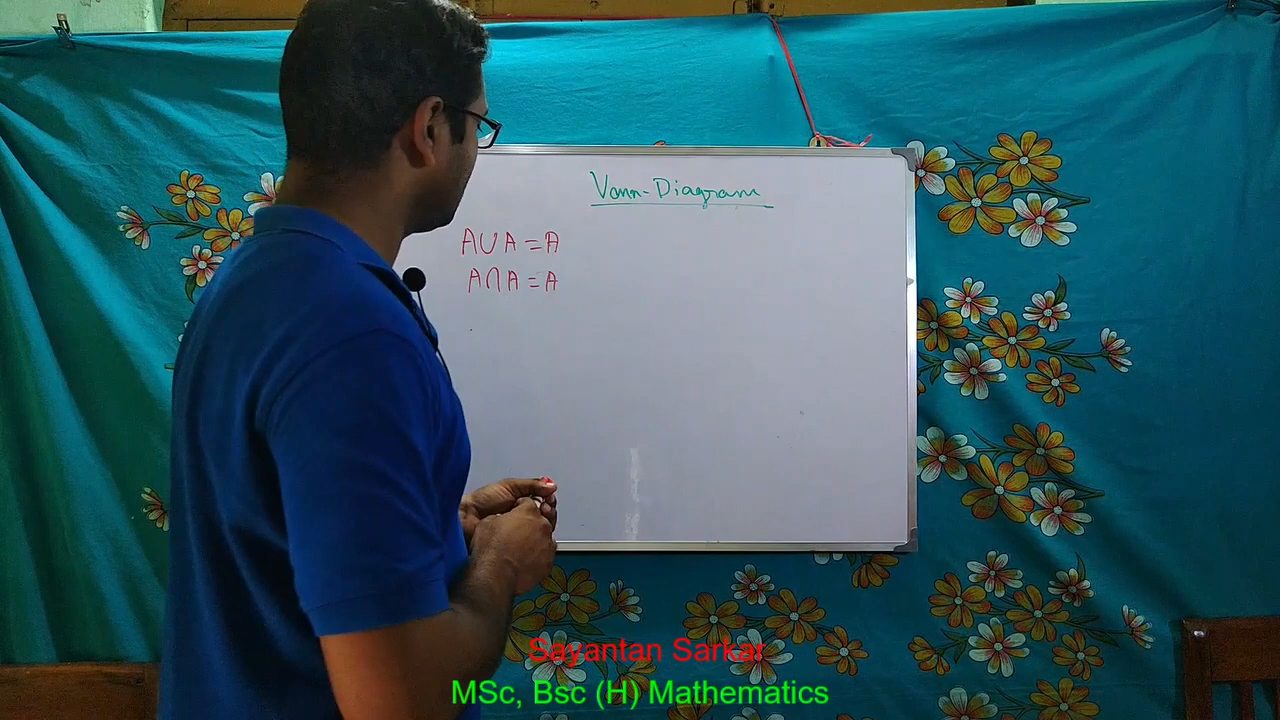 Venn-Diagram
A∪A=A
A∩A=A
Sayantan Sarkar
MSc, Bsc (H) Mathematics